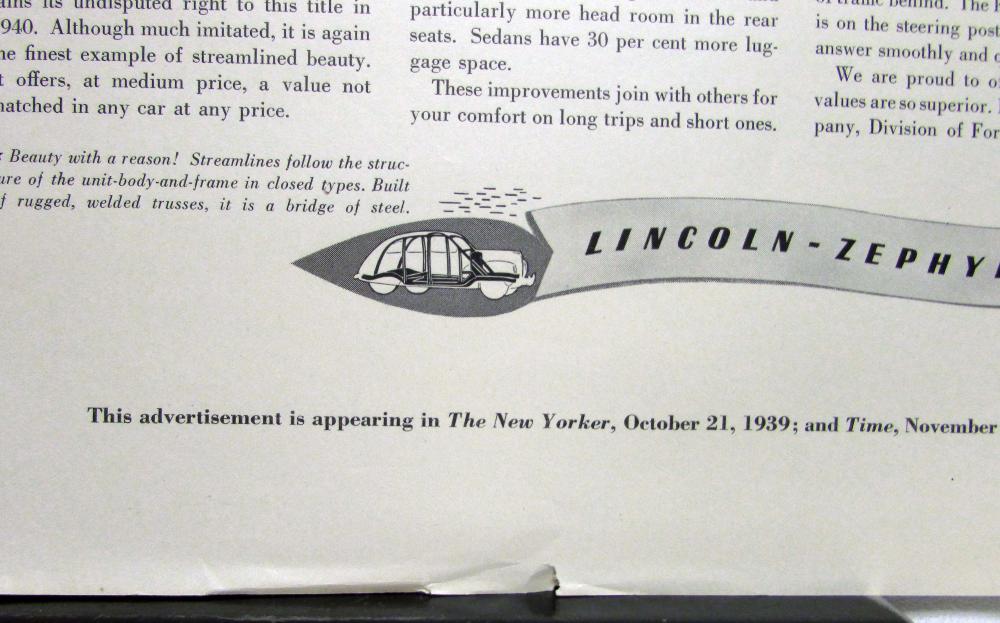 its undisputed right to this title in
940. Although much imitated, it is again
finest example of streamlined beauty.
offers, at medium price, a value not
in any car at any price.
particularly more head room in the rear
seats. Sedans have 30 per cent more lug-
gage space.
These improvements join with others for
your comfort on long trips and short ones.
of traffic behind. The
is on the steering post
answer smoothly and
We are proud to
values are so superior.
pany, Division of For
Beauty with a reason! Streamlines follow the struc-
ure of the unit-body-and-frame in closed types. Built
f rugged, welded trusses, it is a bridge of steel.
LINCOLN-ZEPHY
This advertisement is appearing in The New Yorker, October 21, 1939; and Time, November